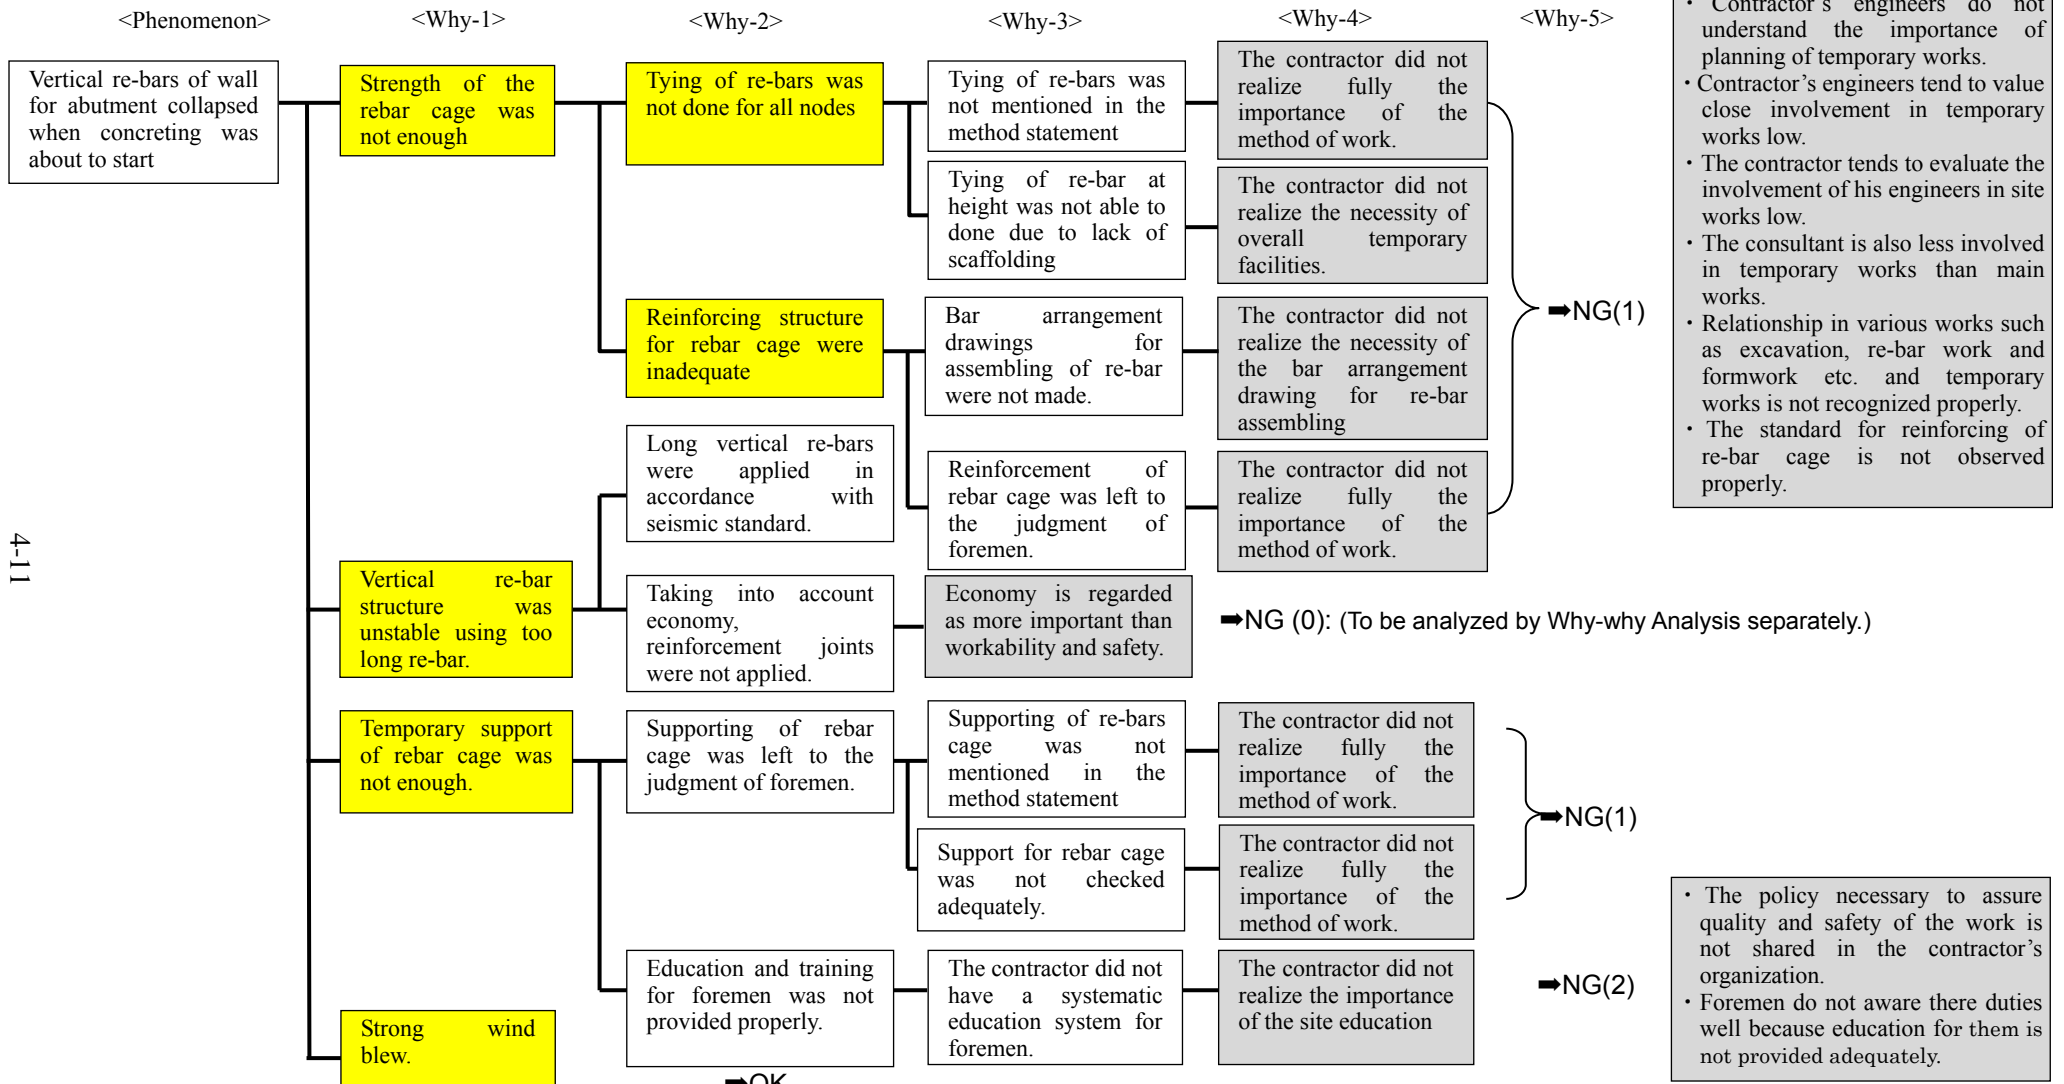 <Phenomenon>
<Why-1>
<Why-2>
<Why-3>
<Why-4>
<Why-5>
Vertical re-bars of wall
for abutment collapsed
when concreting was
about to start
Strength of the
rebar cage was
not enough
Tying of re-bars was
not done for all nodes
Tying of re-bars was
not mentioned in the
method statement
The contractor did not
realize fully the
importance of the
method of work.
Tying of re-bar at
height was not able to
done due to lack of
scaffolding
The contractor did not
realize the necessity of
overall temporary
facilities.
Reinforcing structure
for rebar cage were
inadequate
Bar arrangement
drawings for
assembling of re-bar
were not made.
The contractor did not
realize the necessity of
the bar arrangement
drawing for re-bar
assembling
Reinforcement of
rebar cage was left to
the judgment of
foremen.
The contractor did not
realize fully the
importance of the
method of work.
➡NG(1)
・ Contractor's engineers do not
understand the importance of
planning of temporary works.
・ Contractor's engineers tend to value
close involvement in temporary
works low.
・ The contractor tends to evaluate the
involvement of his engineers in site
works low.
・ The consultant is also less involved
in temporary works than main
works.
・ Relationship in various works such
as excavation, re-bar work and
formwork etc. and temporary
works is not recognized properly.
・ The standard for reinforcing of
re-bar cage is not observed
properly.
Vertical re-bar
structure was
unstable using too
long re-bar.
Long vertical re-bars
were applied in
accordance with
seismic standard.
Taking into account
economy,
reinforcement joints
were not applied.
Economy is regarded
as more important than
workability and safety.
➡NG (0): (To be analyzed by Why-why Analysis separately.)
Temporary support
of rebar cage was
not enough.
Supporting of rebar
cage was left to the
judgment of foremen.
Supporting of re-bars
cage was not
mentioned in the
method statement
The contractor did not
realize fully the
importance of the
method of work.
Support for rebar cage
was not checked
adequately.
The contractor did not
realize fully the
importance of the
method of work.
➡NG(1)
Education and training
for foremen was not
provided properly.
The contractor did not
have a systematic
education system for
foremen.
The contractor did not
realize the importance
of the site education
➡NG(2)
・ The policy necessary to assure
quality and safety of the work is
not shared in the contractor's
organization.
・ Foremen do not aware there duties
well because education for them is
not provided adequately.
Strong wind
blew.
➡OK
4-11